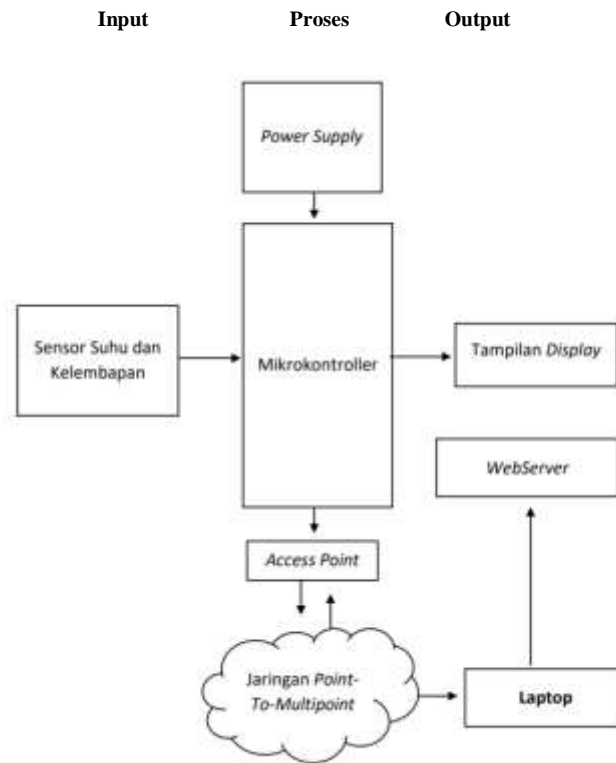 Input Proses Output
Power Supply
Sensor Suhu dan
Kelembapan
Mikrokontroller
Tampilan Display
WebServer
Access Point
Jaringan Point-
To-Multipoint
Laptop